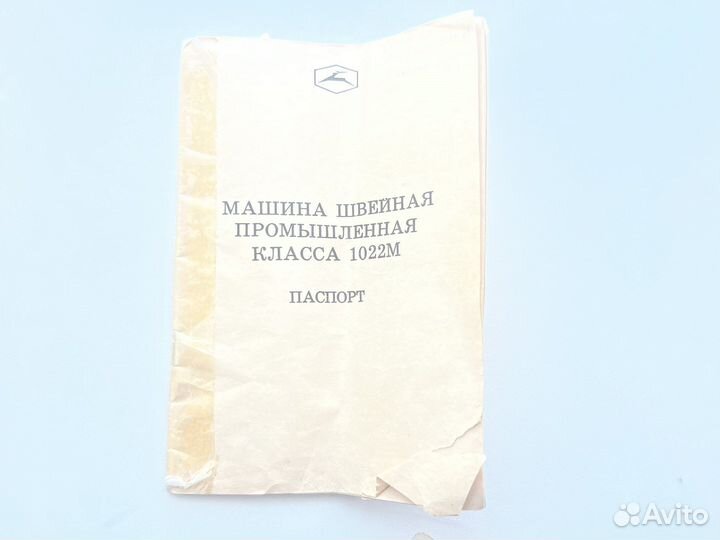 МАШИНА ШВЕЙНАЯ
ПРОМЫШЛЕННАЯ
КЛАССА 1022М
ПАСПОРТ
Avito